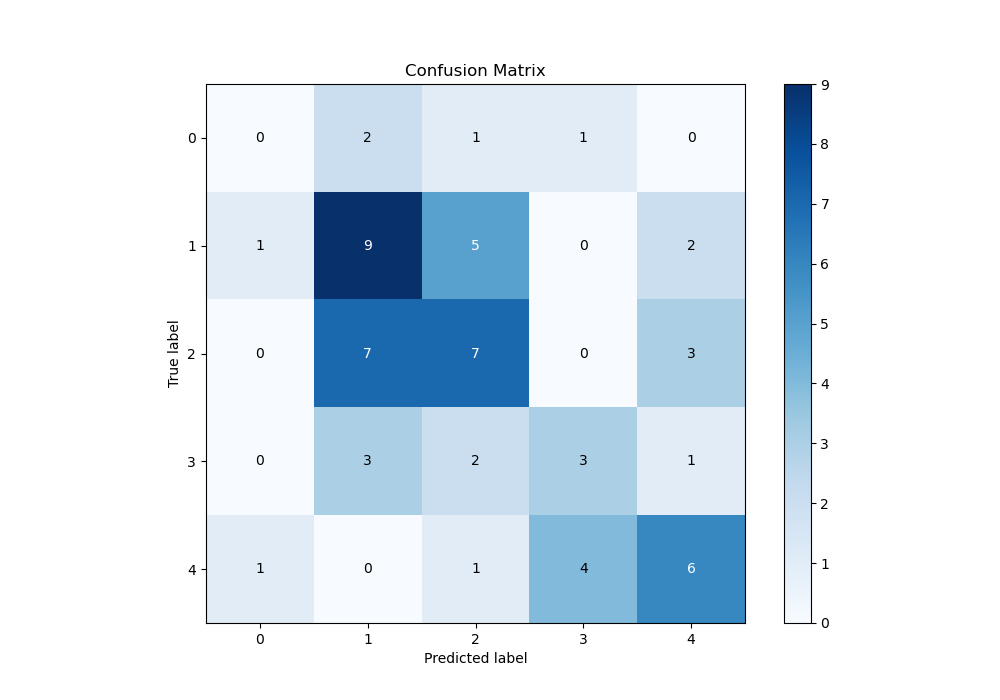 Confusion Matrix
True label
0 0 2 1 1 0
1 1 9 5 0 2
2 0 7 7 0 3
3 0 3 2 3 1
4 1 0 1 4 6
0 1 2 3 4
Predicted label
9
8
7
6
5
4
3
2
1
0